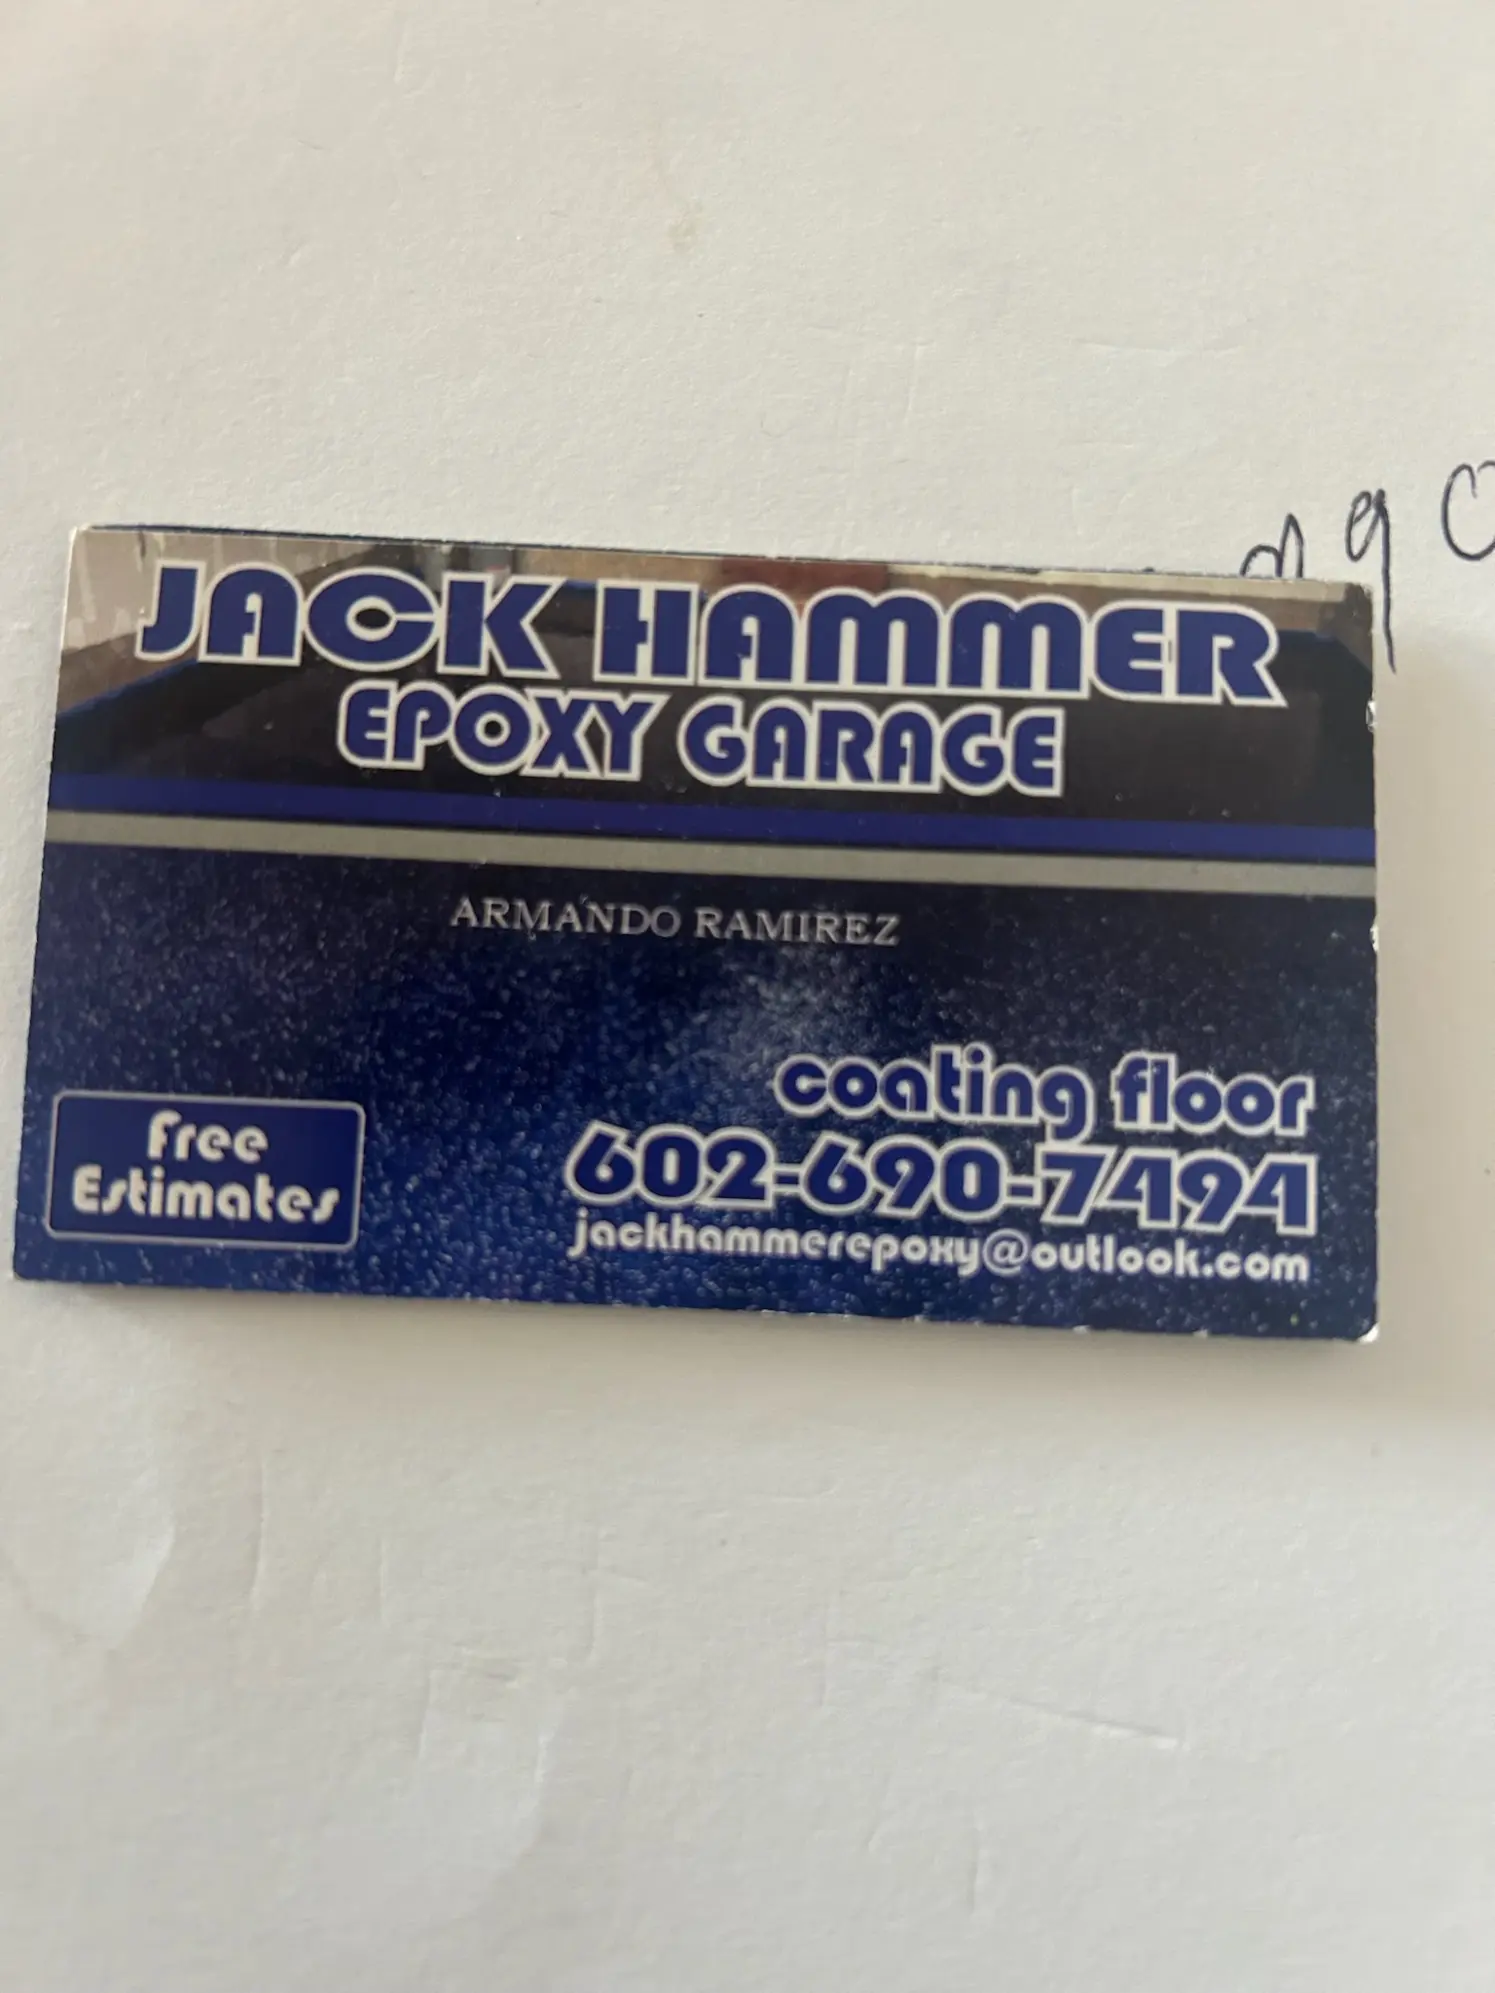 JACK HAMMER
EPOXY GARAGE
ARMANDO RAMIREZ
coating floor
602-690-7494
jackhammerepoxy@outlook.com
Free
Estimates